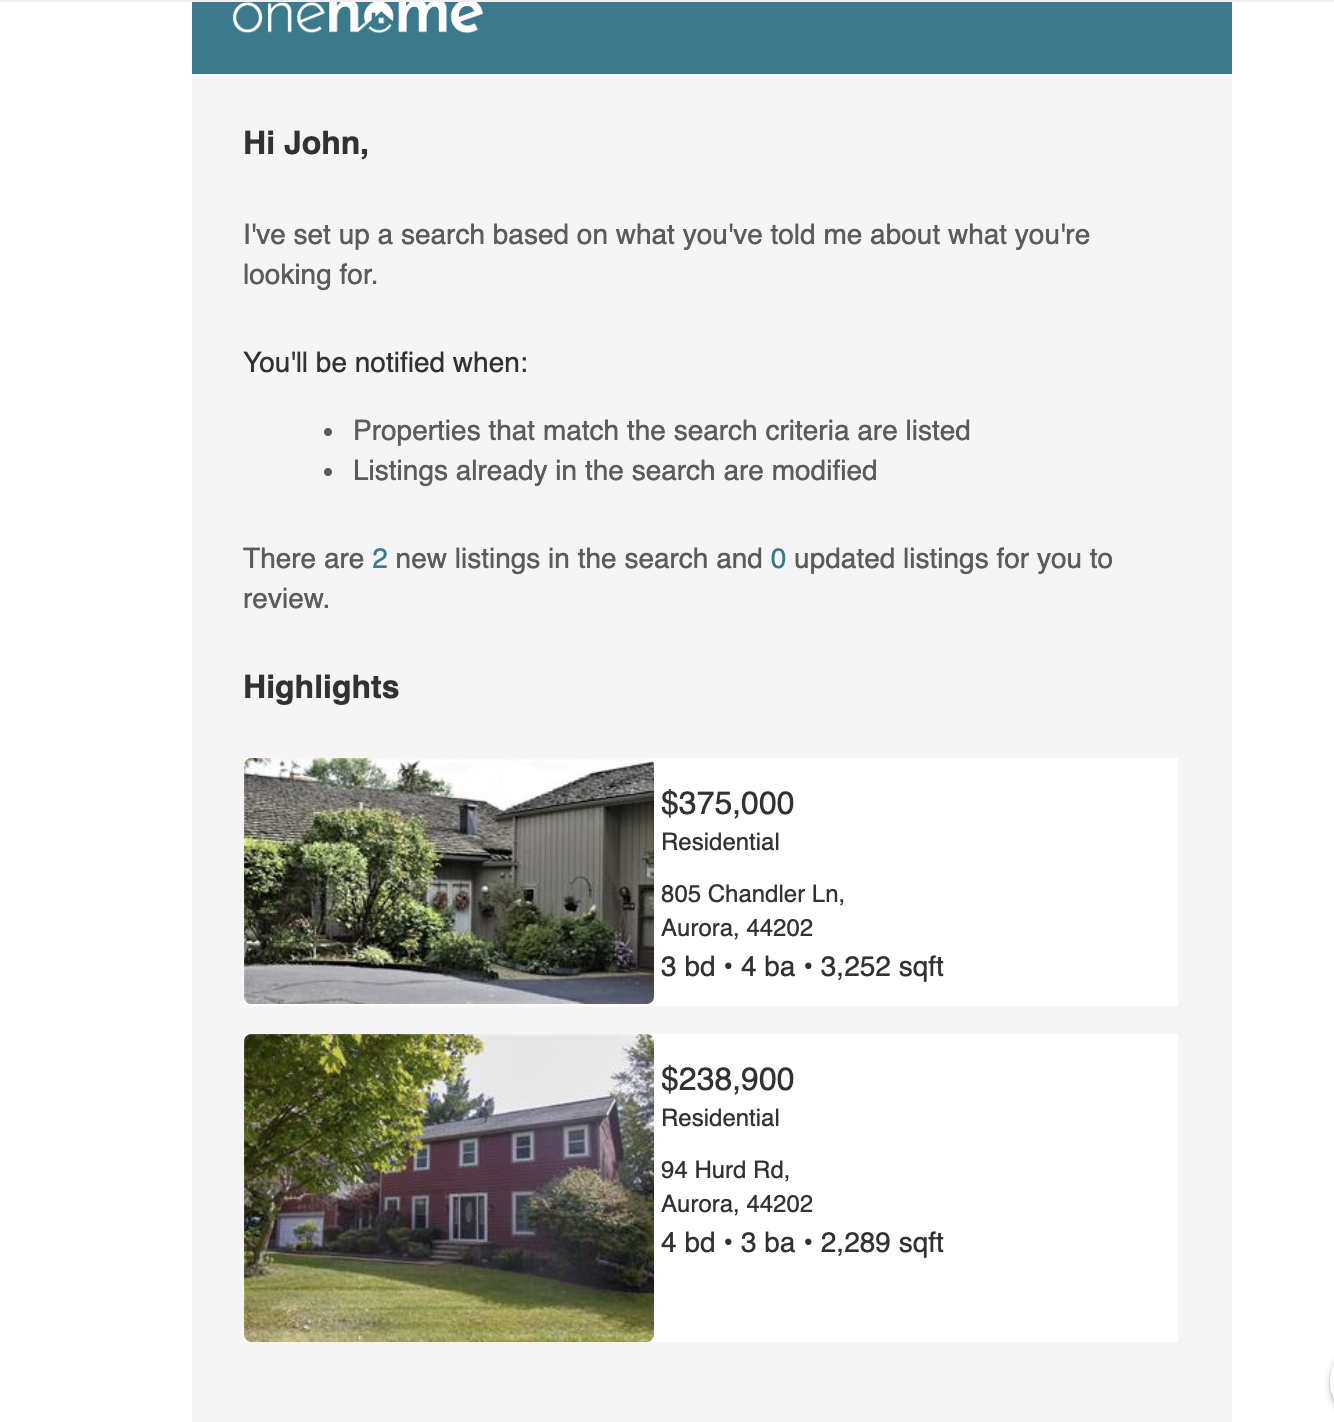 onehome
Hi John,
I've set up a search based on what you've told me about what you're
looking for.
You'll be notified when:
• Properties that match the search criteria are listed
• Listings already in the search are modified
There are 2 new listings in the search and 0 updated listings for you to
review.
Highlights
$375,000
Residential
805 Chandler Ln,
Aurora, 44202
3 bd • 4 ba • 3,252 sqft
$238,900
Residential
94 Hurd Rd,
Aurora, 44202
4 bd • 3 ba • 2,289 sqft